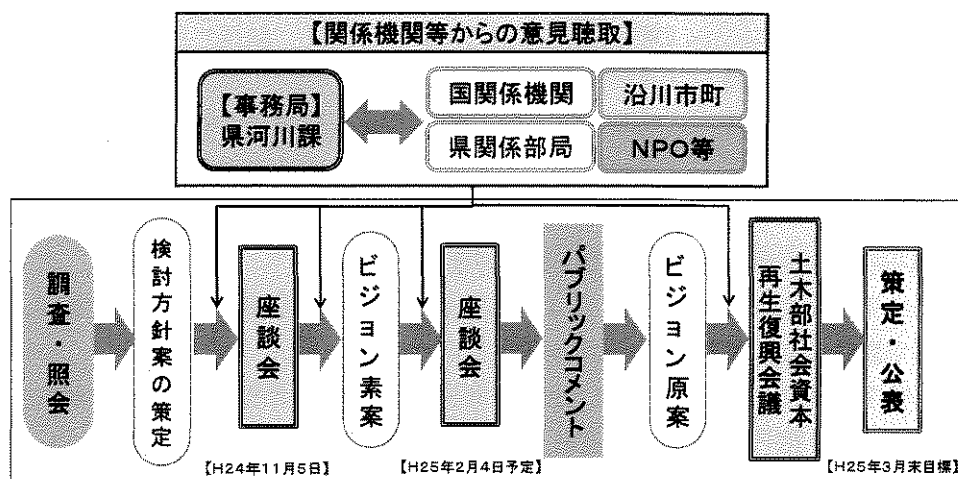 【関係機関等からの意見聴取】
【事務局】
県河川課
国関係機関
沿川市町
県関係部局
NPO等
調査・照会
検討方針案の策定
座談会
ビジョン素案
座談会
パブリックコメント
ビジョン原案
土木部社会資本
再生復興会議
策定・公表
【H24年11月5日】
【H25年2月4日予定】
【H25年3月末目標】